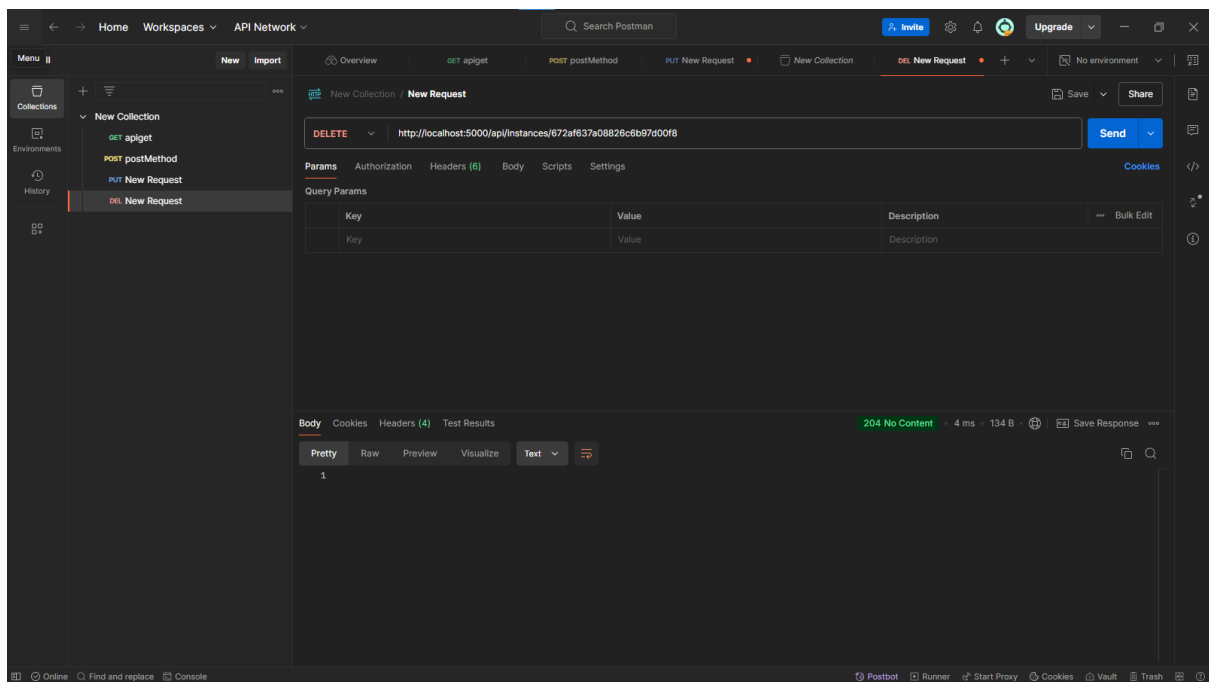 Home Workspaces API Network Search Postman Invite Upgrade
Menu New Import Overview GET apiget POST postMethod PUT New Request New Collection DEL New Request No environment
Collections
Environments
History
New Collection
GET apiget
POST postMethod
PUT New Request
DEL New Request
HTTP New Collection / New Request Save Share
DELETE http://localhost:5000/api/instances/672af637a08826c6b97d00f8 Send
Params Authorization Headers (6) Body Scripts Settings Cookies
Query Params
Key Value Description Bulk Edit
Key Value Description
Body Cookies Headers (4) Test Results 204 No Content 4 ms 134 B Save Response
Pretty Raw Preview Visualize Text
1
Online Find and replace Console Postbot Runner Start Proxy Cookies Vault Trash